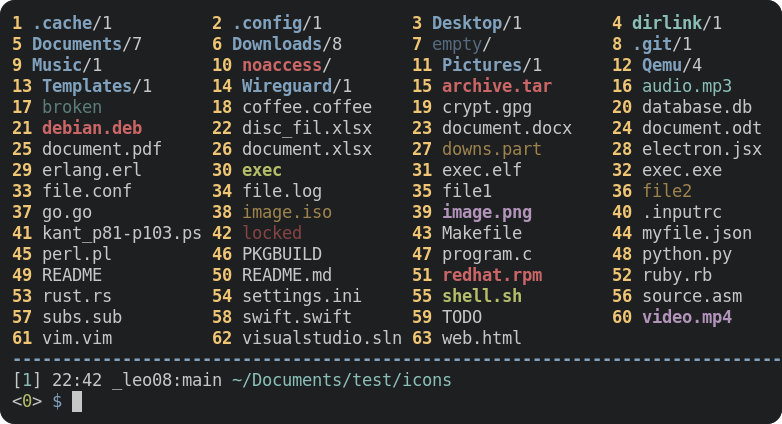 1 .cache/1 2 .config/1 3 Desktop/1 4 dirlink/1
5 Documents/7 6 Downloads/8 7 empty/ 8 .git/1
9 Music/1 10 noaccess/ 11 Pictures/1 12 Qemu/4
13 Templates/1 14 Wireguard/1 15 archive.tar 16 audio.mp3
17 broken 18 coffee.coffee 19 crypt.gpg 20 database.db
21 debian.deb 22 disc_fil.xlsx 23 document.docx 24 document.odt
25 document.pdf 26 document.xlsx 27 downs.part 28 electron.jsx
29 erlang.erl 30 exec 31 exec.elf 32 exec.exe
33 file.conf 34 file.log 35 file1 36 file2
37 go.go 38 image.iso 39 image.png 40 .inputrc
41 kant_p81-p103.ps 42 locked 43 Makefile 44 myfile.json
45 perl.pl 46 PKGBUILD 47 program.c 48 python.py
49 README 50 README.md 51 redhat.rpm 52 ruby.rb
53 rust.rs 54 settings.ini 55 shell.sh 56 source.asm
57 subs.sub 58 swift.swift 59 TODO 60 video.mp4
61 vim.vim 62 visualstudio.sln 63 web.html
-----------------------------------------------------------------------------
[1] 22:42 _leo08:main ~/Documents/test/icons
<0> $